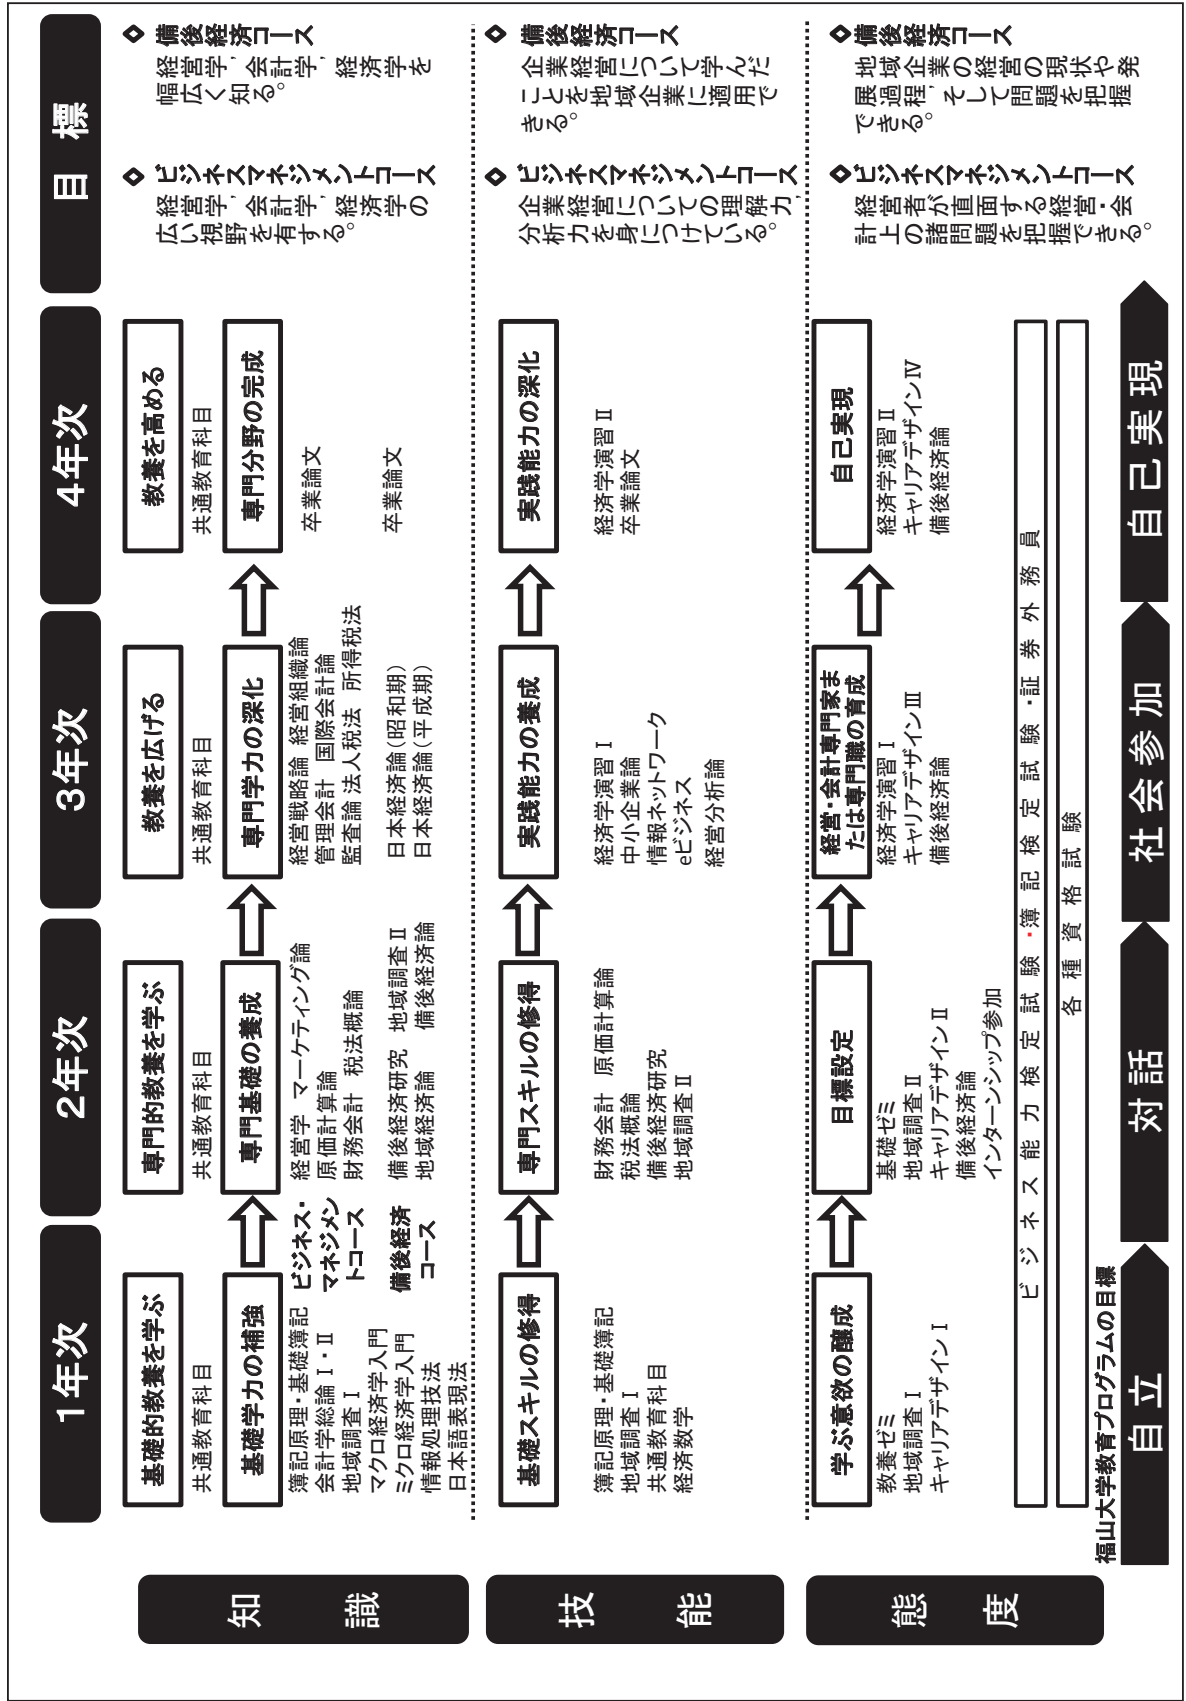 1年次
2年次
3年次
4年次
目　標
知　識
基礎的教養を学ぶ
共通教育科目
専門的教養を学ぶ
共通教育科目
教養を広げる
共通教育科目
教養を高める
共通教育科目
基礎学力の補強
簿記原理・基礎簿記
会計学総論Ⅰ・Ⅱ
地域調査Ⅰ
マクロ経済学入門
ミクロ経済学入門
情報処理技法
日本語表現法
ビジネス・
マネジメン
トコース
備後経済
コース
専門基礎の養成
経営学 マーケティング論
原価計算論
財務会計　税法概論
備後経済研究　地域調査Ⅱ
地域経済論　　備後経済論
専門学力の深化
経営戦略論 経営組織論
管理会計　国際会計論
監査論 法人税法　所得税法
日本経済論（昭和期）
日本経済論（平成期）
専門分野の完成
卒業論文
卒業論文
◇ 備後経済コース
経営学，会計学，経済学を
幅広く知る。
◇ ビジネスマネジメントコース
経営学，会計学，経済学の
広い視野を有する。
技　能
基礎スキルの修得
簿記原理・基礎簿記
地域調査Ⅰ
共通教育科目
経済数学
専門スキルの修得
財務会計　原価計算論
税法概論
備後経済研究
地域調査Ⅱ
実践能力の養成
経済学演習Ⅰ
中小企業論
情報ネットワーク
eビジネス
経営分析論
実践能力の深化
経済学演習Ⅱ
卒業論文
◇ 備後経済コース
企業経営について学んだ
ことを地域企業に適用で
きる。
◇ ビジネスマネジメントコース
企業経営についての理解力，
分析力を身につけている。
態　度
学ぶ意欲の醸成
教養ゼミ
地域調査Ⅰ
キャリアデザインⅠ
目標設定
基礎ゼミ
地域調査Ⅱ
キャリアデザインⅡ
備後経済論
インターンシップ参加
経営・会計専門家ま
たは専門職の育成
経済学演習Ⅰ
キャリアデザインⅢ
備後経済論
自己実現
経済学演習Ⅱ
キャリアデザインⅣ
備後経済論
◇ 備後経済コース
地域企業の経営の現状や発
展過程，そして問題を把握
できる。
◇ ビジネスマネジメントコース
経営者が直面する経営・会
計上の諸問題を把握できる。
ビジネス能力検定試験・簿記検定試験・証券外務員
各種資格試験
福山大学教育プログラムの目標
自立
対話
社会参加
自己実現